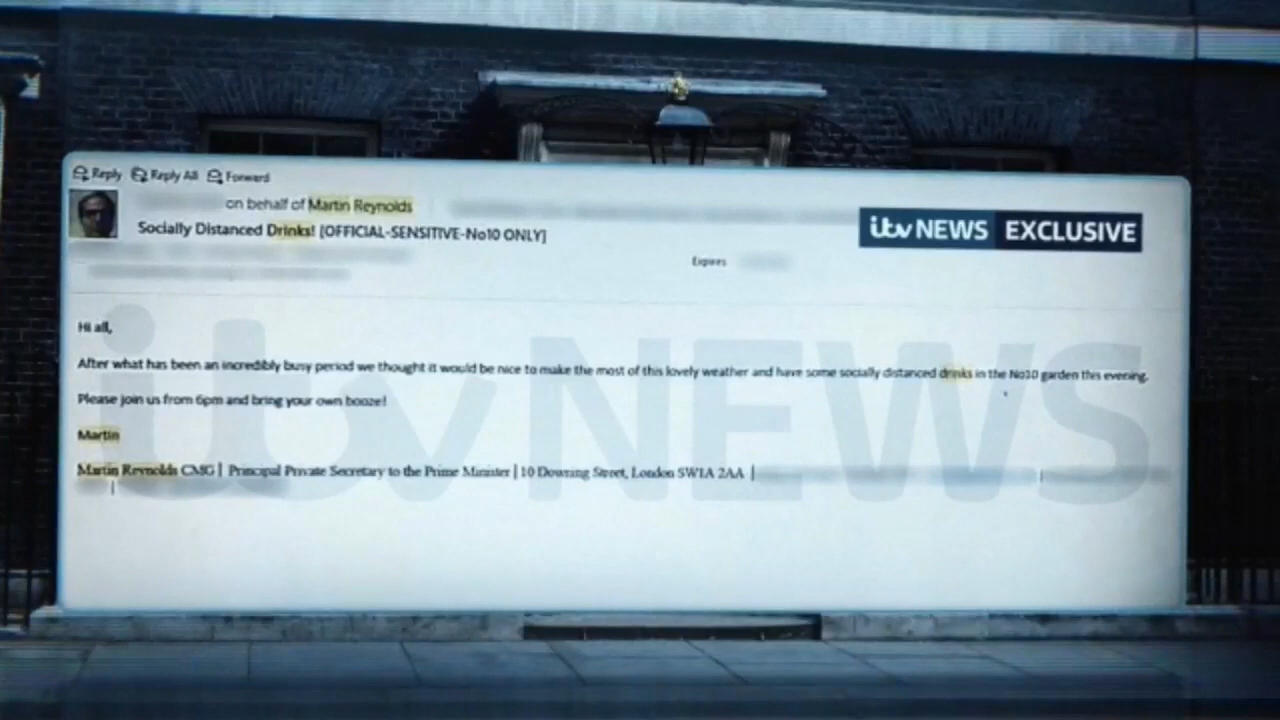 Reply Reply All Forward
on behalf of Martin Reynolds
Socially Distanced Drinks! [OFFICIAL-SENSITIVE-No10 ONLY]
itv NEWS EXCLUSIVE
Expires
Hi all,
After what has been an incredibly busy period we thought it would be nice to make the most of this lovely weather and have some socially distanced drinks in the No10 garden this evening.
Please join us from 6pm and bring your own booze!
Martin
Martin Reynolds CMG | Principal Private Secretary to the Prime Minister | 10 Downing Street, London SW1A 2AA |
itv NEWS